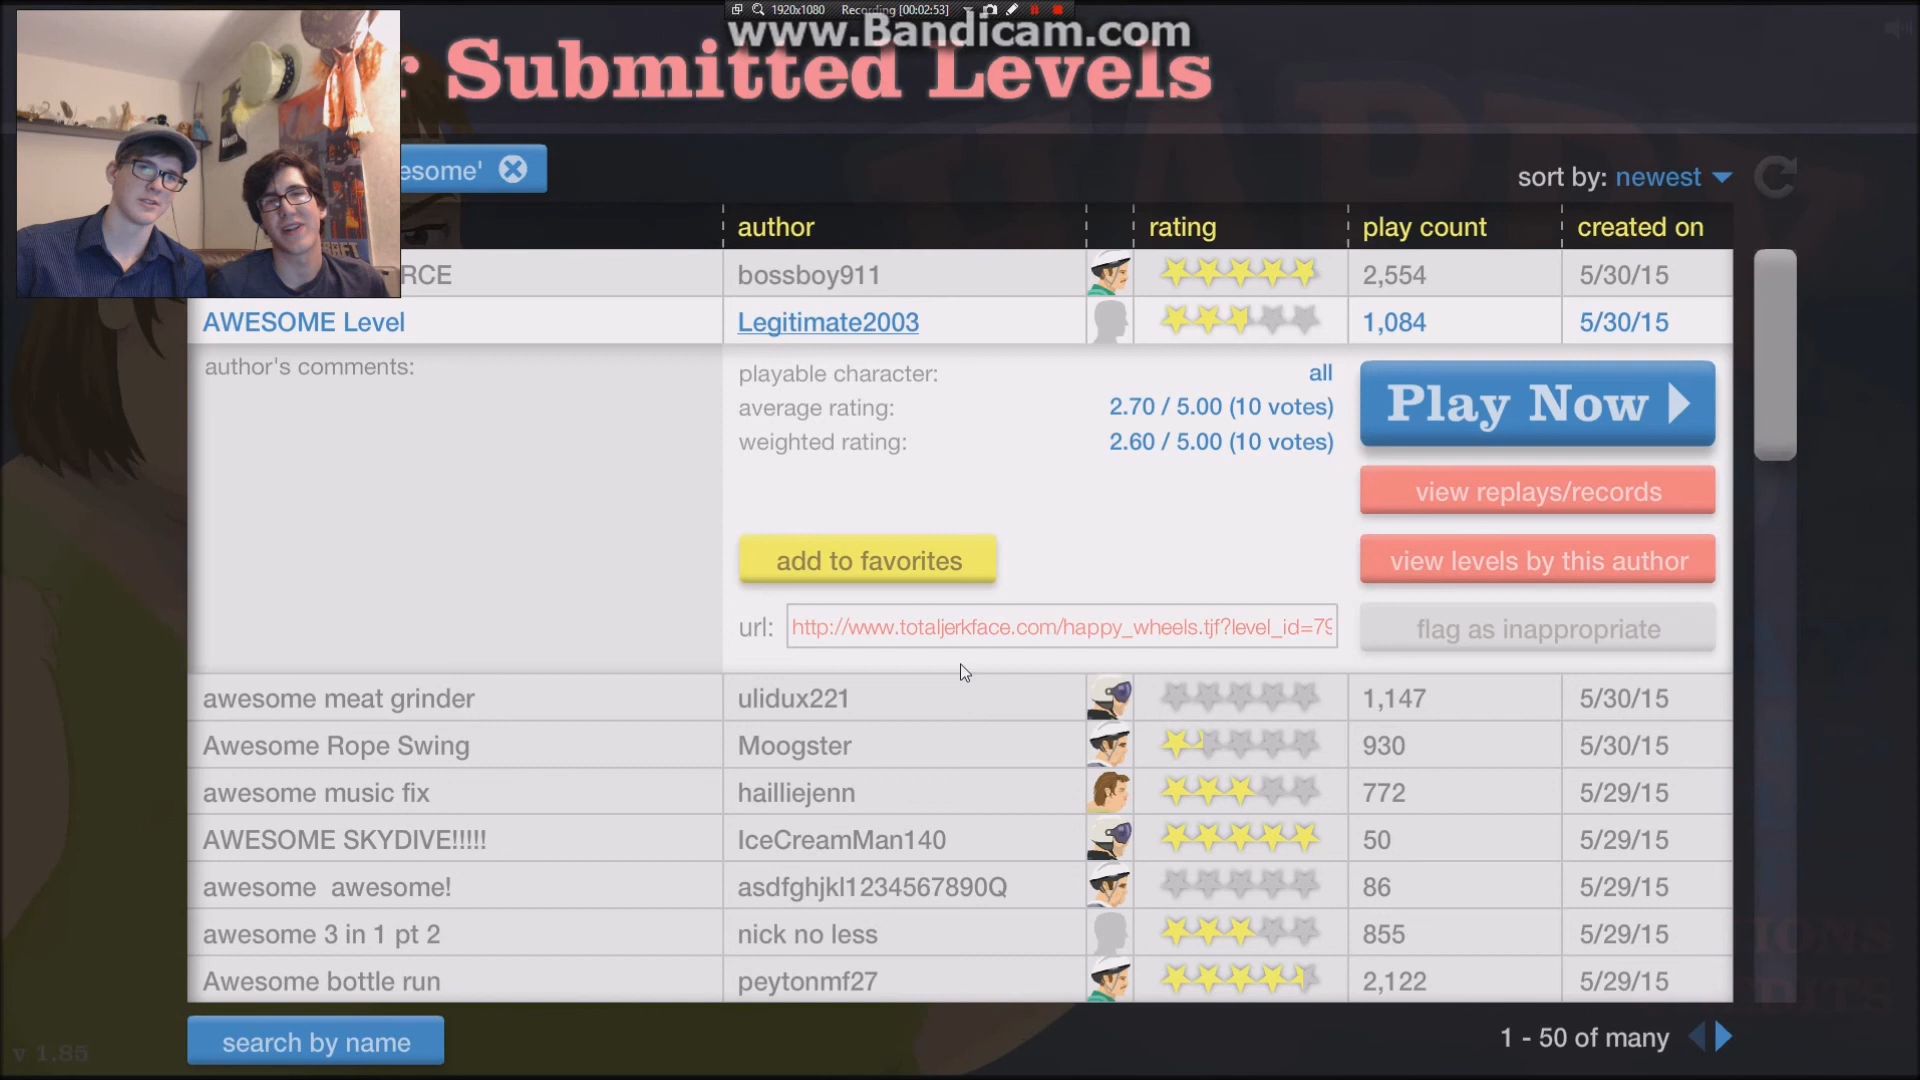 1920x1080 Recording [00:02:53]
www.Bandicam.com
r Submitted Levels
esome'
sort by: newest
author rating play count created on
RCE bossboy911 2,554 5/30/15
AWESOME Level Legitimate2003 1,084 5/30/15
author's comments:
playable character: all
average rating: 2.70 / 5.00 (10 votes)
weighted rating: 2.60 / 5.00 (10 votes)
Play Now
view replays/records
add to favorites
view levels by this author
url: http://www.totaljerkface.com/happy_wheels.tjf?level_id=79
flag as inappropriate
awesome meat grinder ulidux221 1,147 5/30/15
Awesome Rope Swing Moogster 930 5/30/15
awesome music fix hailliejenn 772 5/29/15
AWESOME SKYDIVE!!!!! IceCreamMan140 50 5/29/15
awesome  awesome! asdfghjkl1234567890Q 86 5/29/15
awesome 3 in 1 pt 2 nick no less 855 5/29/15
Awesome bottle run peytonmf27 2,122 5/29/15
search by name
1 - 50 of many
v 1.85